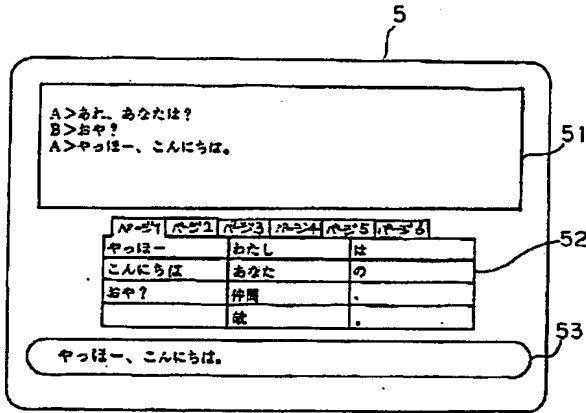 5
A>あれ、あなたは?
B>おや?
A>やっほー、こんにちは。
51
ページ1 ページ2 ページ3 ページ4 ページ5 ページ6
やっほー わたし は
こんにちは あなた の
おや? 仲間 、
敵 。
52
やっほー、こんにちは。
53